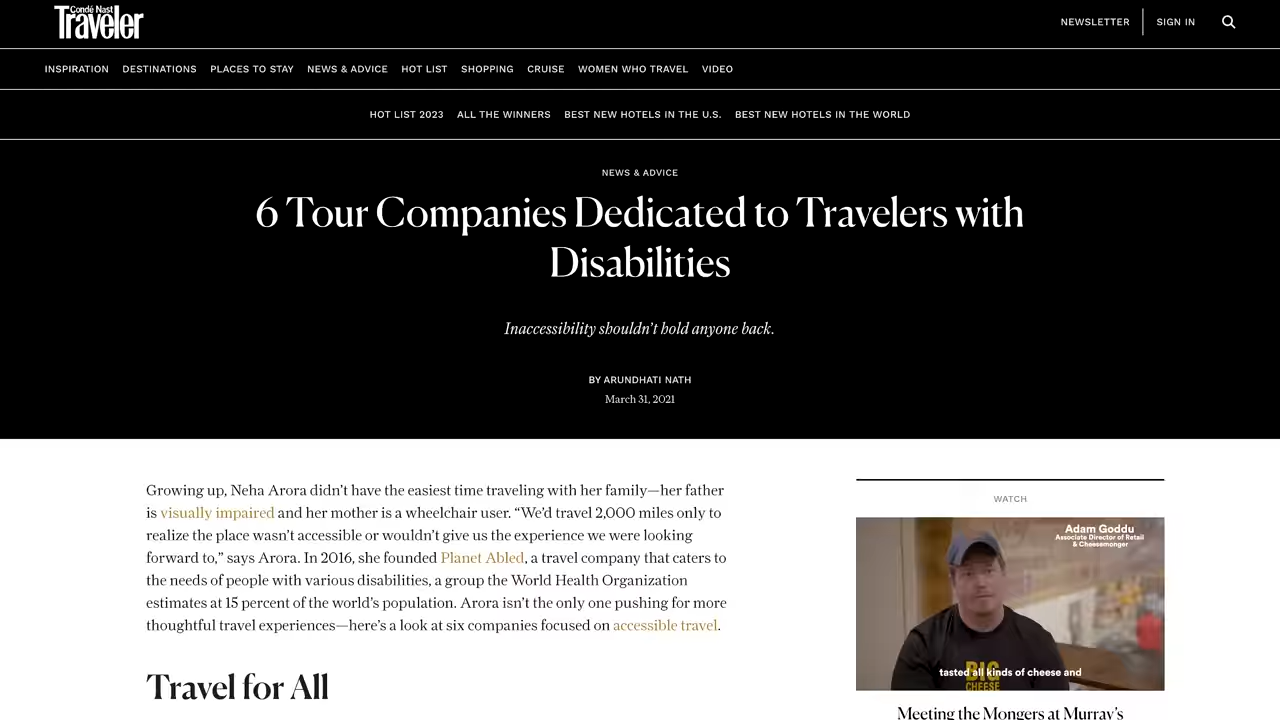 Condé Nast
Traveler
NEWSLETTER
SIGN IN
INSPIRATION DESTINATIONS PLACES TO STAY NEWS & ADVICE HOT LIST SHOPPING CRUISE WOMEN WHO TRAVEL VIDEO
HOT LIST 2023 ALL THE WINNERS BEST NEW HOTELS IN THE U.S. BEST NEW HOTELS IN THE WORLD
NEWS & ADVICE
6 Tour Companies Dedicated to Travelers with
Disabilities
Inaccessibility shouldn't hold anyone back.
BY ARUNDHATI NATH
March 31, 2021
Growing up, Neha Arora didn't have the easiest time traveling with her family—her father
is visually impaired and her mother is a wheelchair user. “We'd travel 2,000 miles only to
realize the place wasn't accessible or wouldn't give us the experience we were looking
forward to,” says Arora. In 2016, she founded Planet Abled, a travel company that caters to
the needs of people with various disabilities, a group the World Health Organization
estimates at 15 percent of the world's population. Arora isn't the only one pushing for more
thoughtful travel experiences—here's a look at six companies focused on accessible travel.
Travel for All
WATCH
Adam Goddu
Associate Director of Retail
& Cheesemonger
BIG
CHEESE
tasted all kinds of cheese and
Meeting the Mongers at Murray's